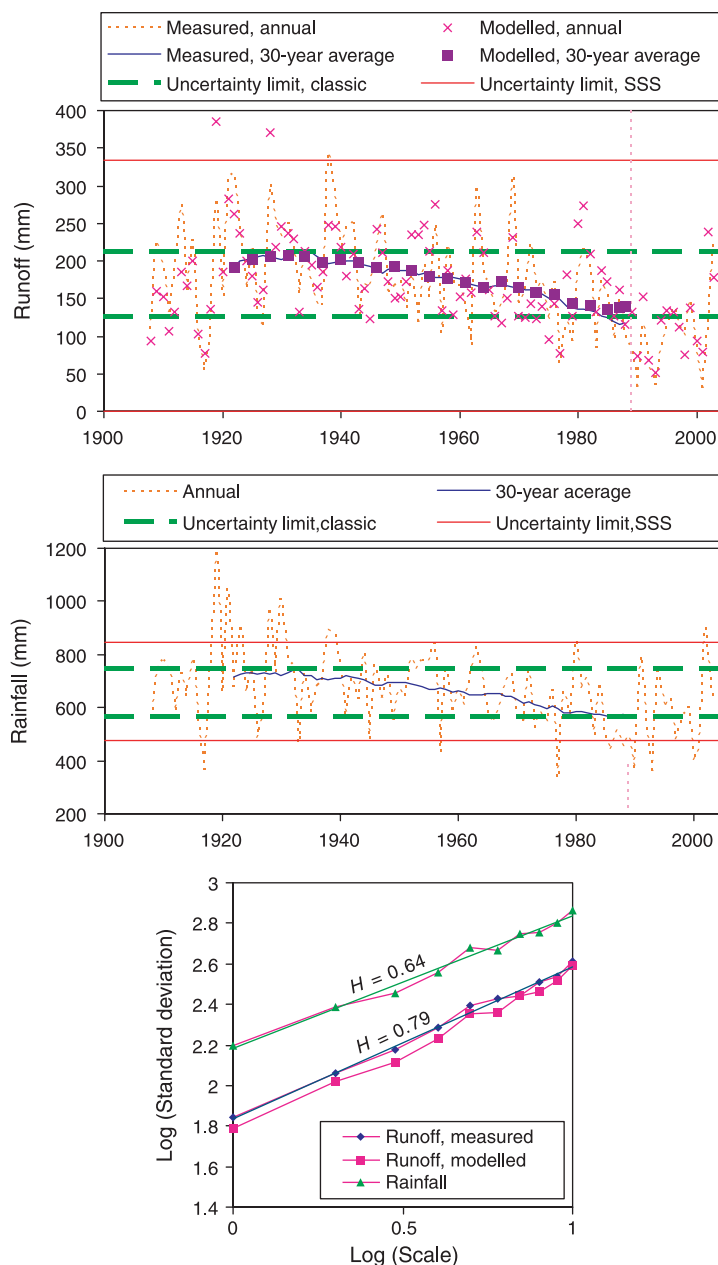 Measured, annual
Modelled, annual
Measured, 30-year average
Modelled, 30-year average
Uncertainty limit, classic
Uncertainty limit, SSS
400
350
300
250
200
150
100
50
0
Runoff (mm)
1900
1920
1940
1960
1980
2000
Annual
30-year acerage
Uncertainty limit,classic
Uncertainty limit,SSS
1200
1000
800
600
400
200
Rainfall (mm)
1900
1920
1940
1960
1980
2000
3
2.8
2.6
2.4
2.2
2
1.8
1.6
1.4
Log (Standard deviation)
H = 0.64
H = 0.79
Runoff, measured
Runoff, modelled
Rainfall
0
0.5
1
Log (Scale)